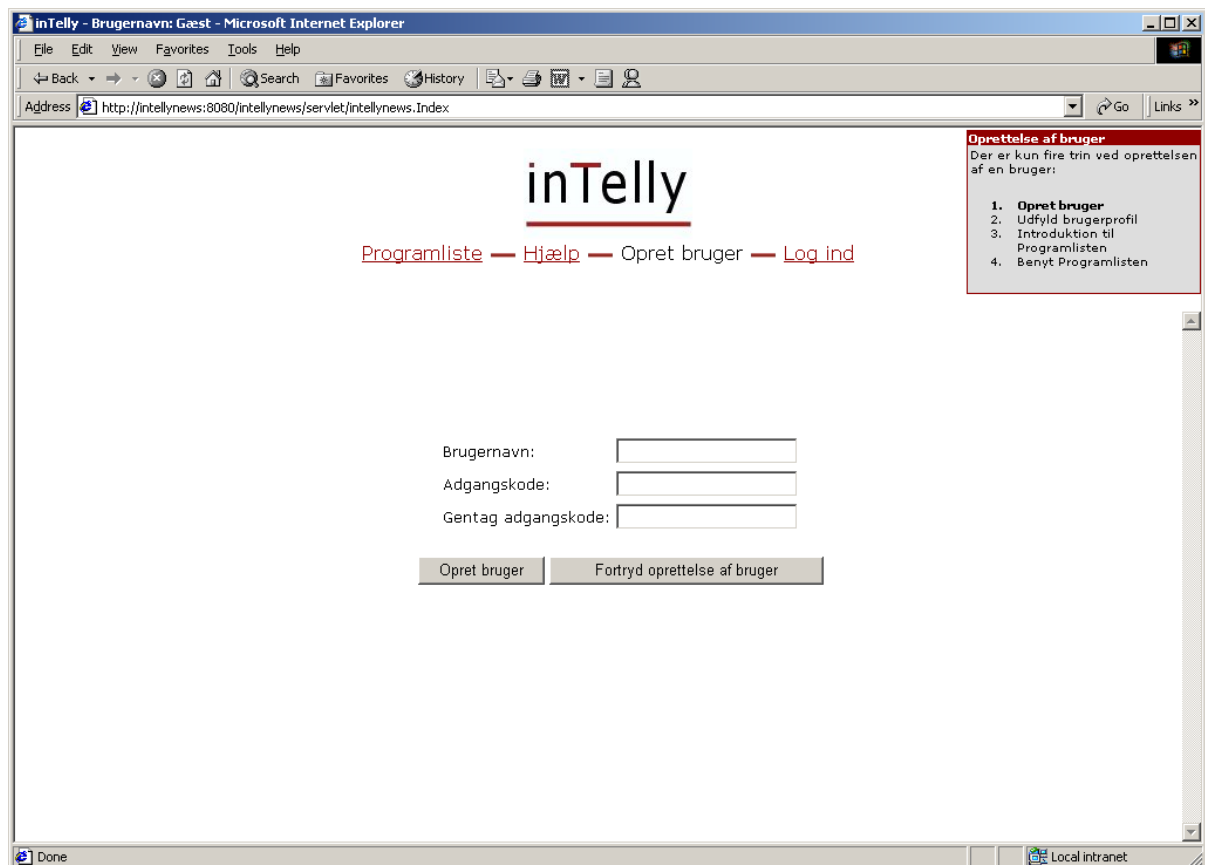 inTelly - Brugernavn: Gæst - Microsoft Internet Explorer
File Edit View Favorites Tools Help
Back Search Favorites History
Address http://intellynews:8080/intellynews/servlet/intellynews.Index Go Links »
inTelly
Programliste — Hjælp — Opret bruger — Log ind
Oprettelse af bruger
Der er kun fire trin ved oprettelsen
af en bruger:
1. Opret bruger
2. Udfyld brugerprofil
3. Introduktion til
Programlisten
4. Benyt Programlisten
Brugernavn:
Adgangskode:
Gentag adgangskode:
Opret bruger Fortryd oprettelse af bruger
Done Local intranet